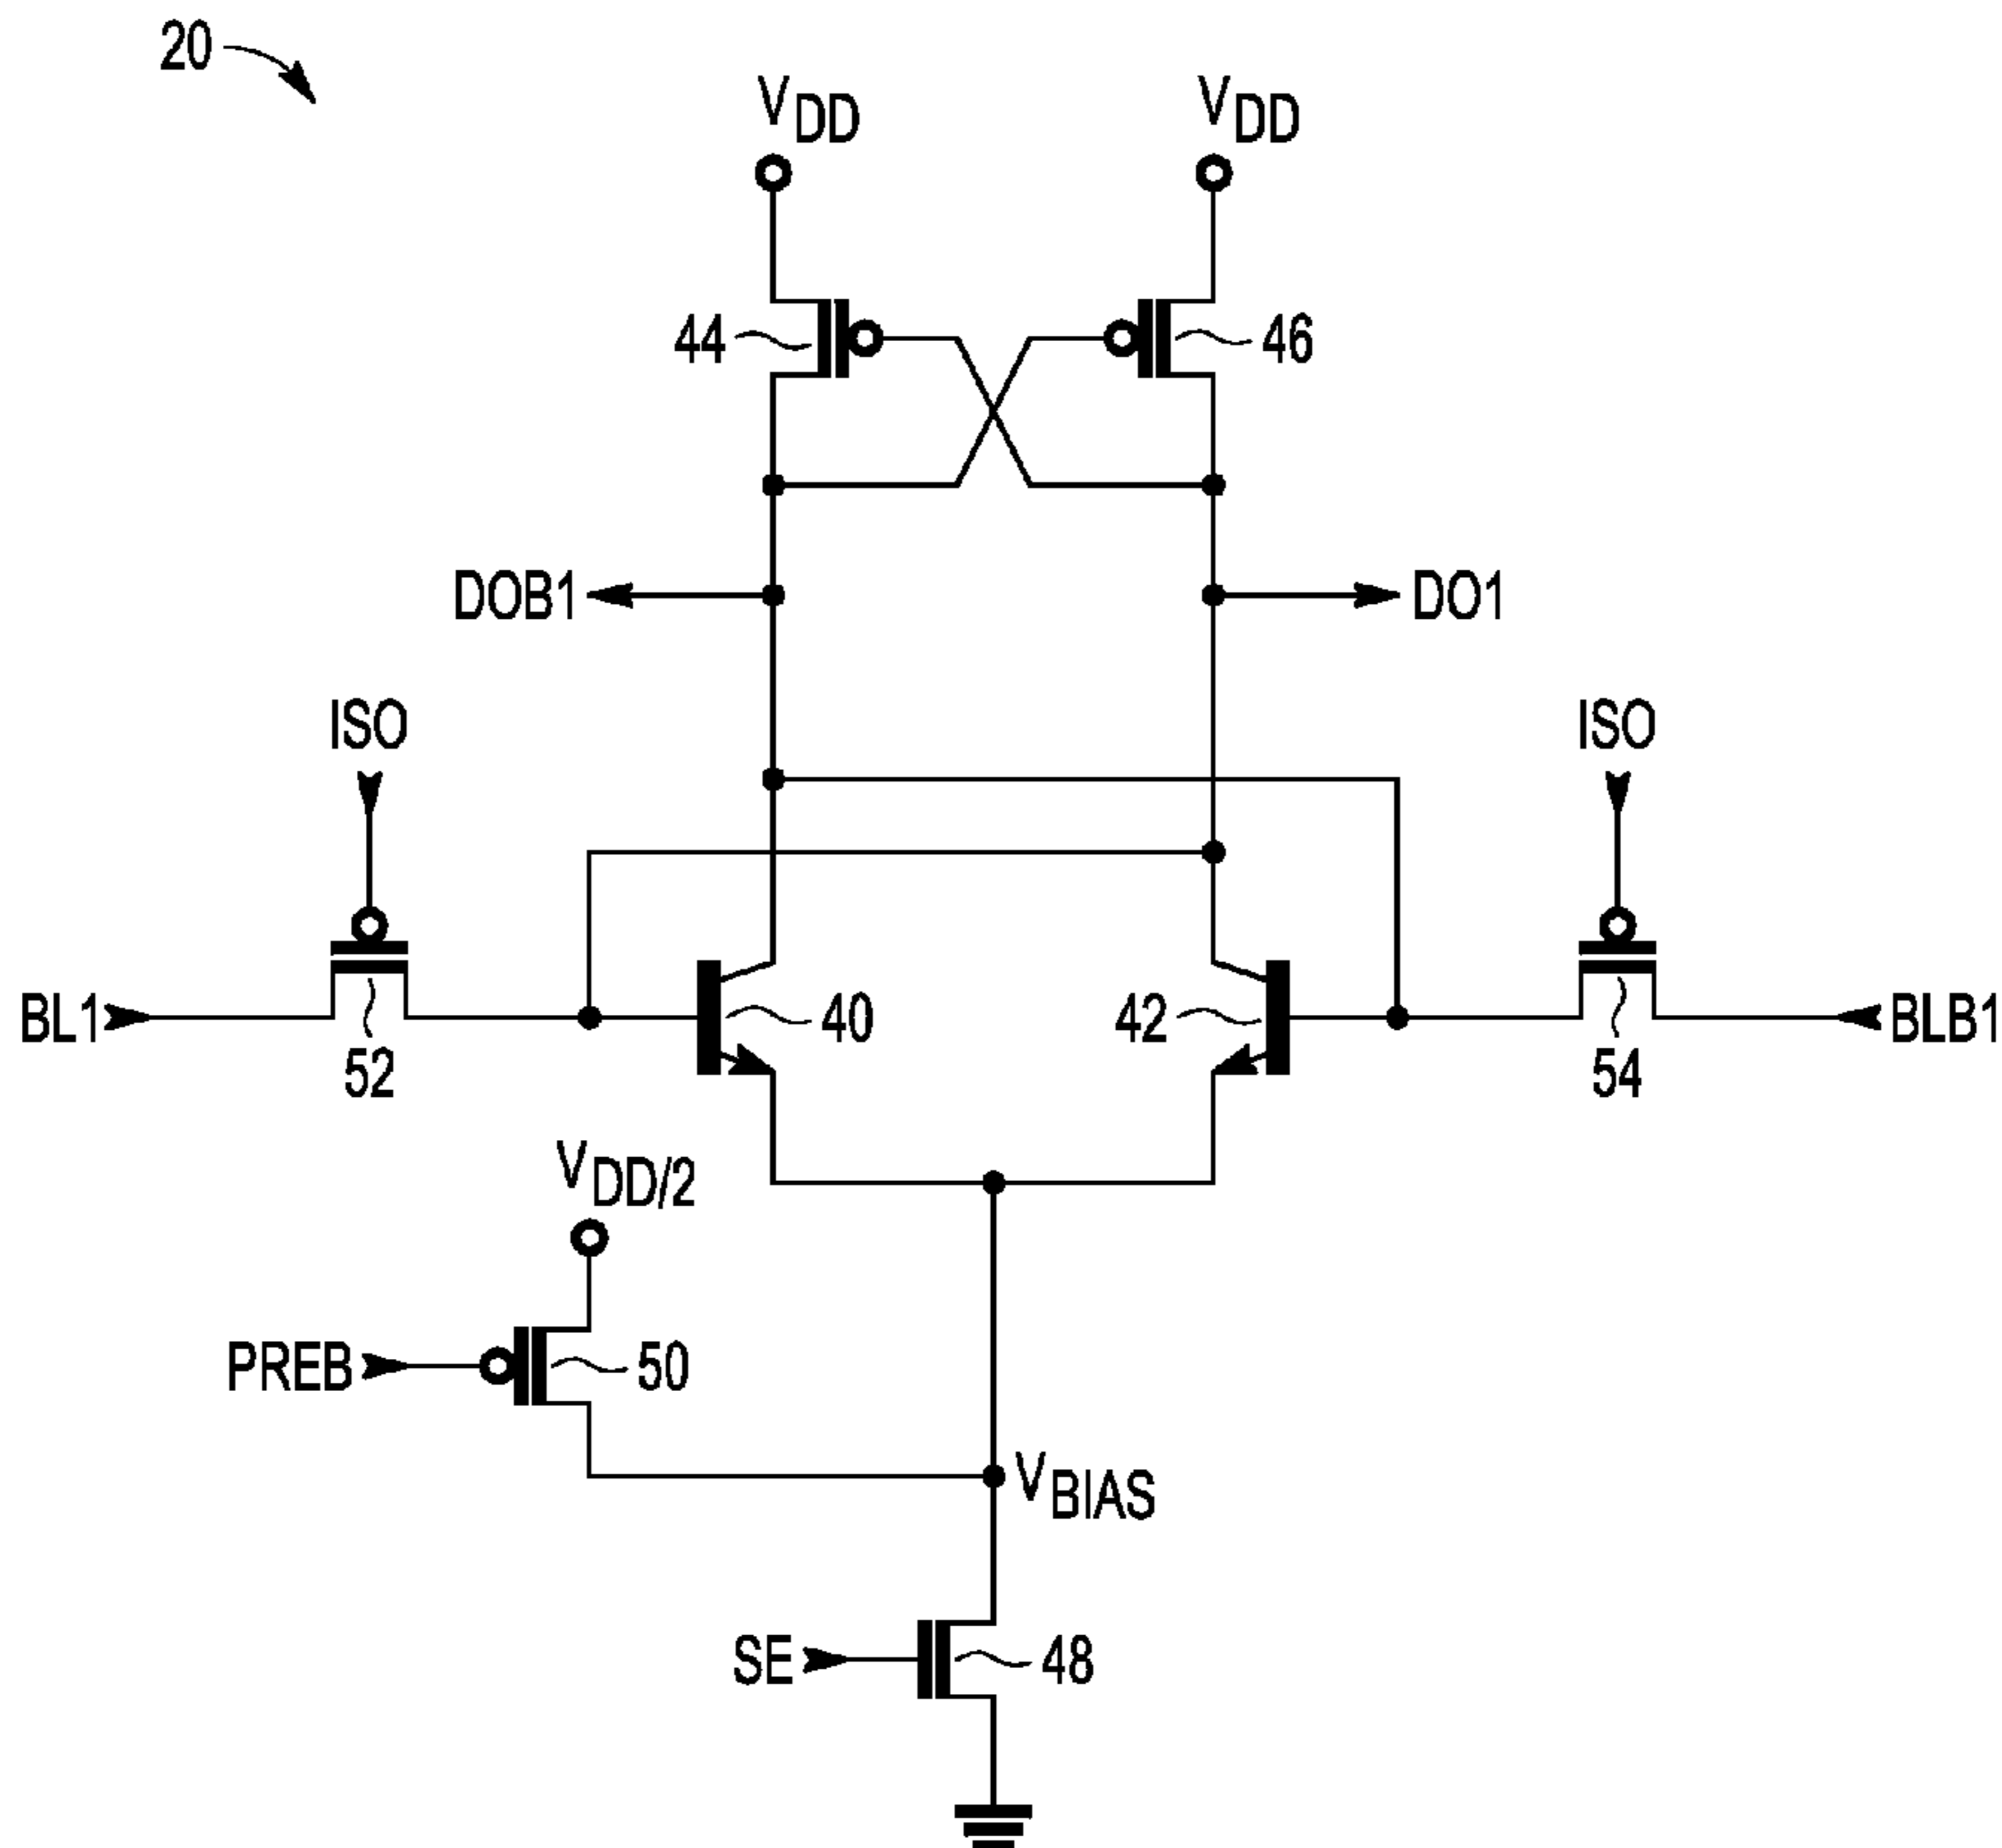 20
VDD
VDD
44
46
DOB1
DO1
ISO
ISO
BL1
40
42
BLB1
52
54
VDD/2
PREB
50
VBIAS
SE
48